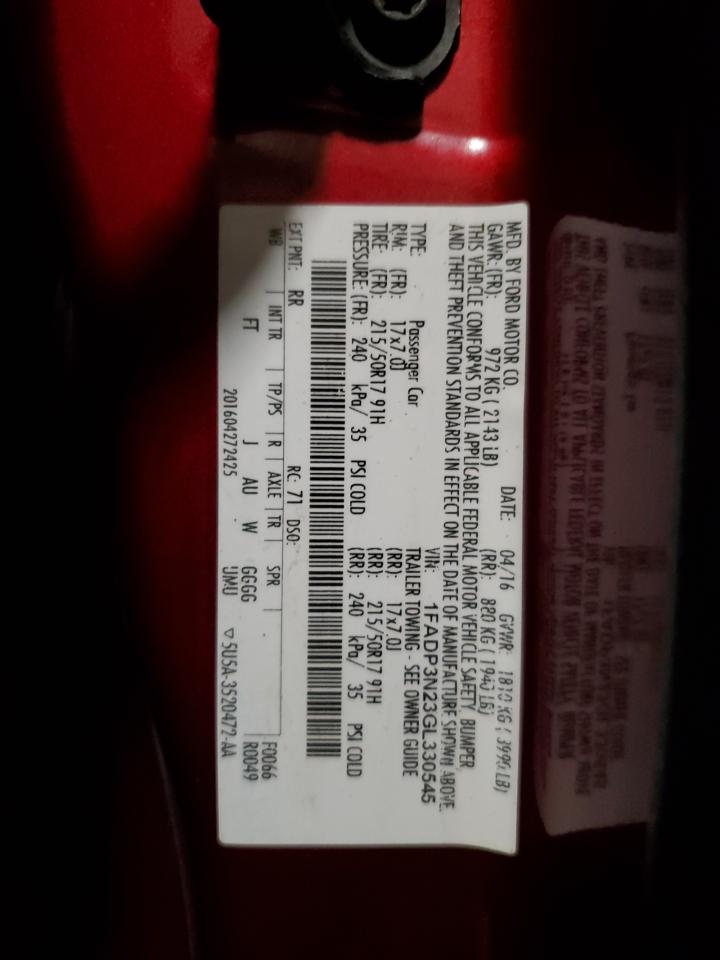 MFD. BY FORD MOTOR CO.
DATE: 04/16 GVWR: 1810 KG ( 3990 LB)
GAWR: (FR): 972 KG ( 2143 LB) (RR): 880 KG ( 1940 LB)
THIS VEHICLE CONFORMS TO ALL APPLICABLE FEDERAL MOTOR VEHICLE SAFETY BUMPER
AND THEFT PREVENTION STANDARDS IN EFFECT ON THE DATE OF MANUFACTURE SHOWN ABOVE.
VIN: 1FADP3N23GL330545
TYPE: Passenger Car TRAILER TOWING - SEE OWNER GUIDE
RIM: (FR): 17x7.0J (RR): 17x7.0J
TIRE: (FR): 215/50R17 91H (RR): 215/50R17 91H
PRESSURE: (FR): 240 kPa/ 35 PSI COLD (RR): 240 kPa/ 35 PSI COLD
EXT PNT: RR RC: 71 DSO:
WB | INT TR | TP/PS | R | AXLE | TR | SPR | F0066
FT J AU W GGGG R0049
201604272425 UMU ▽ 5U5A-3520472-AA